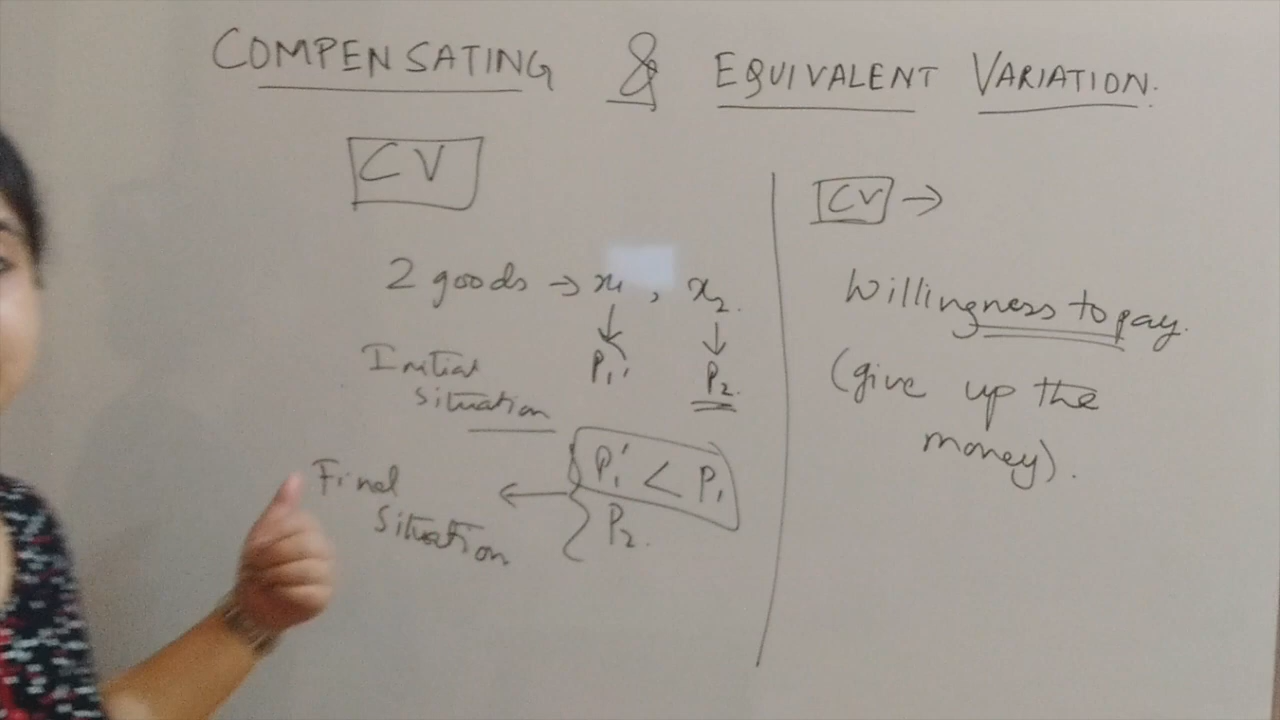 COMPENSATING & EQUIVALENT VARIATION.
CV
2 goods → x1 , x2.
↓ ↓
Initial P1' P2.
situation
Final P1' < P1
situation ← P2.
CV →
Willingness to pay.
(give up the
money).